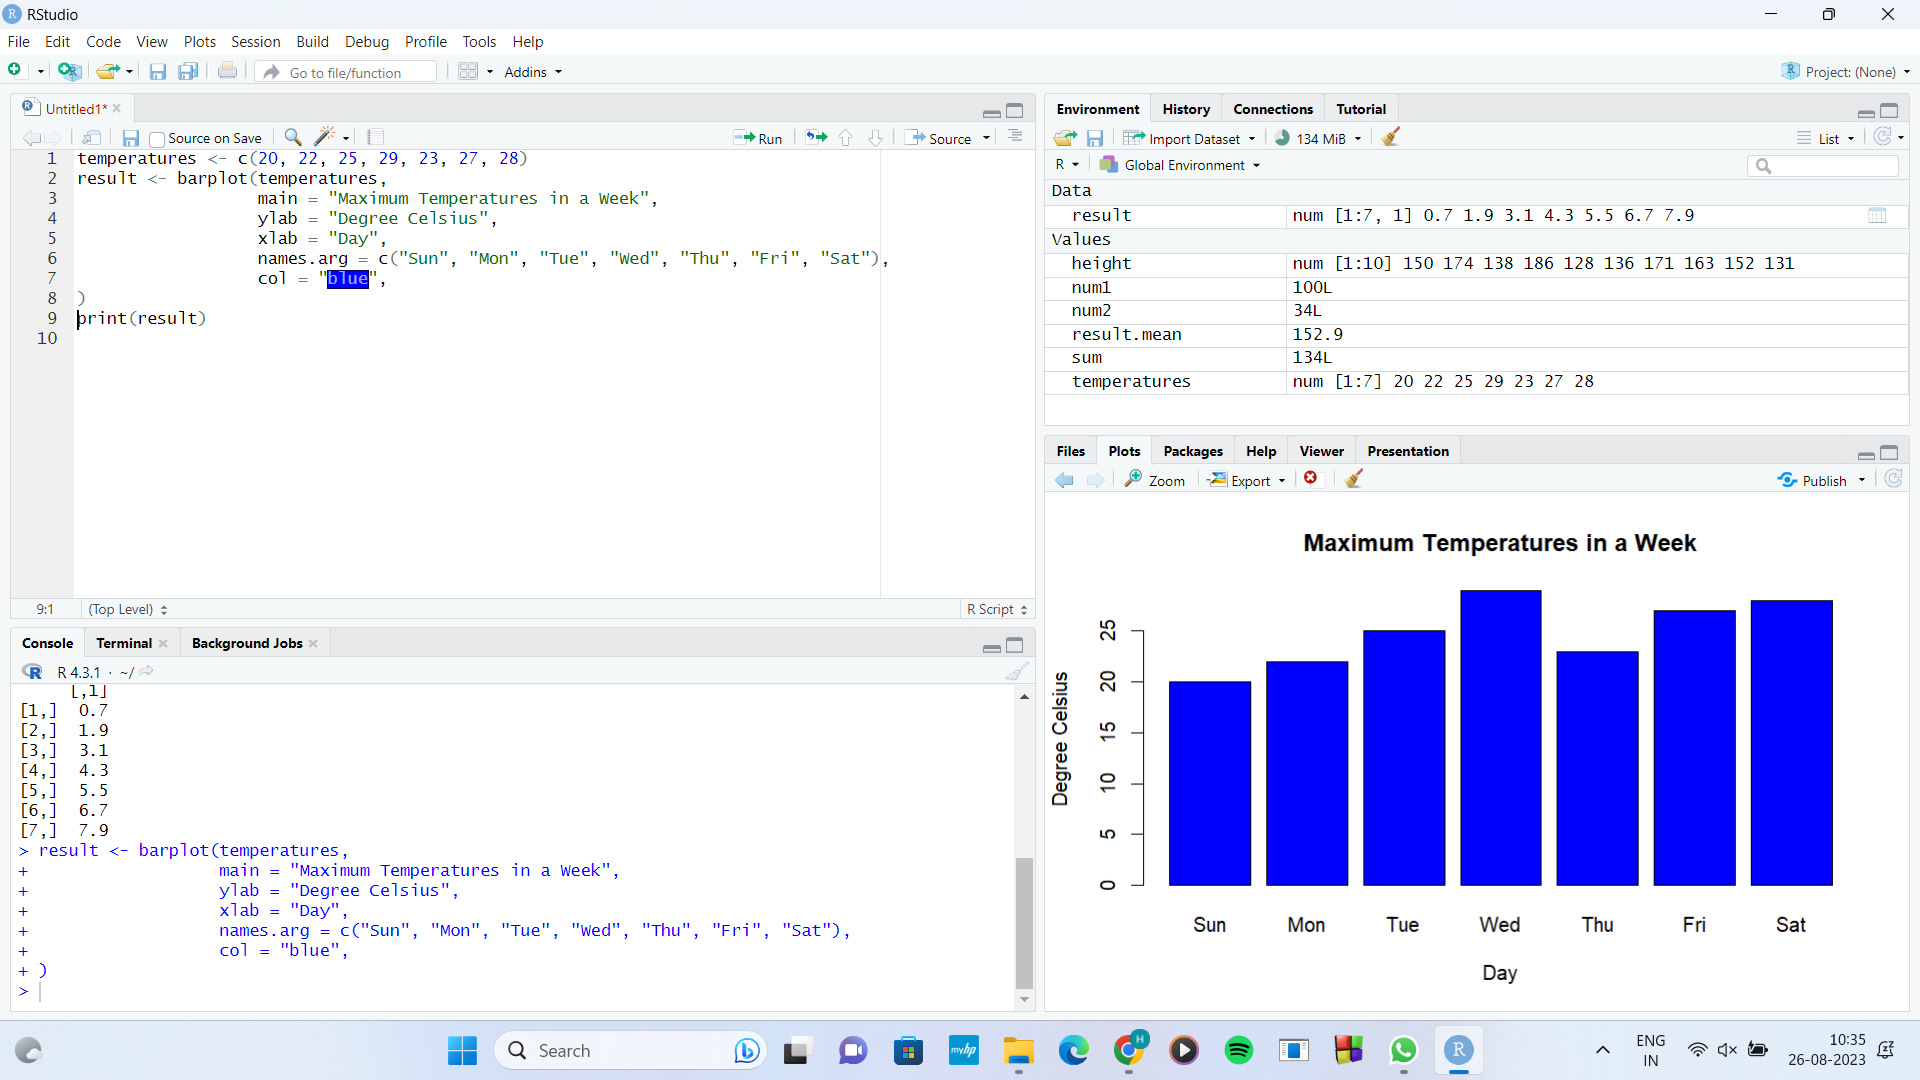 RStudio
File Edit Code View Plots Session Build Debug Profile Tools Help
Go to file/function Addins Project: (None)
Untitled1*
Source on Save Run Source
1 temperatures <- c(20, 22, 25, 29, 23, 27, 28)
2 result <- barplot(temperatures,
3 main = "Maximum Temperatures in a Week",
4 ylab = "Degree Celsius",
5 xlab = "Day",
6 names.arg = c("Sun", "Mon", "Tue", "Wed", "Thu", "Fri", "Sat"),
7 col = "blue",
8 )
9 print(result)
10
9:1 (Top Level) R Script
Console Terminal Background Jobs
R 4.3.1 · ~/
[,1]
[1,] 0.7
[2,] 1.9
[3,] 3.1
[4,] 4.3
[5,] 5.5
[6,] 6.7
[7,] 7.9
> result <- barplot(temperatures,
+ main = "Maximum Temperatures in a Week",
+ ylab = "Degree Celsius",
+ xlab = "Day",
+ names.arg = c("Sun", "Mon", "Tue", "Wed", "Thu", "Fri", "Sat"),
+ col = "blue",
+ )
>
Environment History Connections Tutorial
Import Dataset 134 MiB List
R Global Environment
Data
result num [1:7, 1] 0.7 1.9 3.1 4.3 5.5 6.7 7.9
Values
height num [1:10] 150 174 138 186 128 136 171 163 152 131
num1 100L
num2 34L
result.mean 152.9
sum 134L
temperatures num [1:7] 20 22 25 29 23 27 28
Files Plots Packages Help Viewer Presentation
Zoom Export Publish
Maximum Temperatures in a Week
Degree Celsius
25
20
15
10
5
0
Sun Mon Tue Wed Thu Fri Sat
Day
Search
myhp
H
R
ENG
IN
10:35
26-08-2023